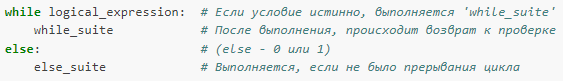 while logical_expression:  # Если условие истинно, выполняется 'while_suite'
    while_suite            # После выполнения, происходит возврат к проверке
else:                      # (else - 0 или 1)
    else_suite             # Выполняется, если не было прерывания цикла